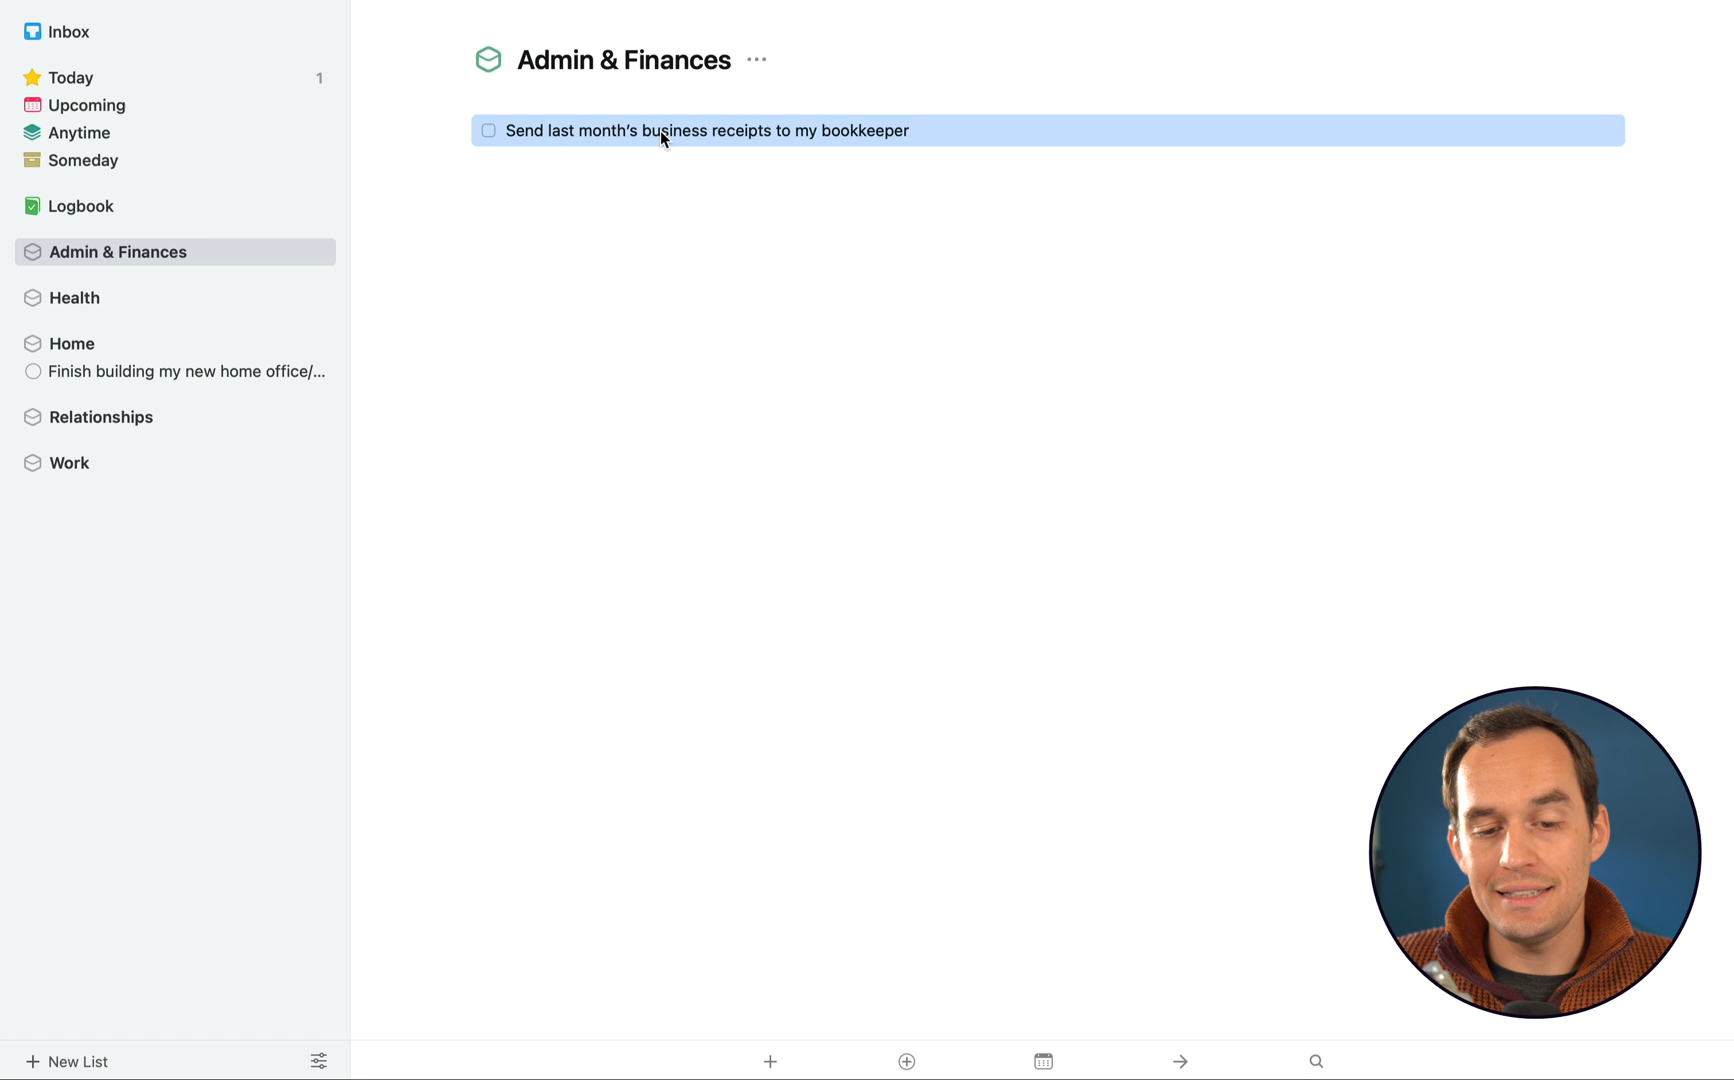 Inbox
Today 1
Upcoming
Anytime
Someday
Logbook
Admin & Finances
Health
Home
Finish building my new home office/...
Relationships
Work
New List
Admin & Finances ...
Send last month's business receipts to my bookkeeper